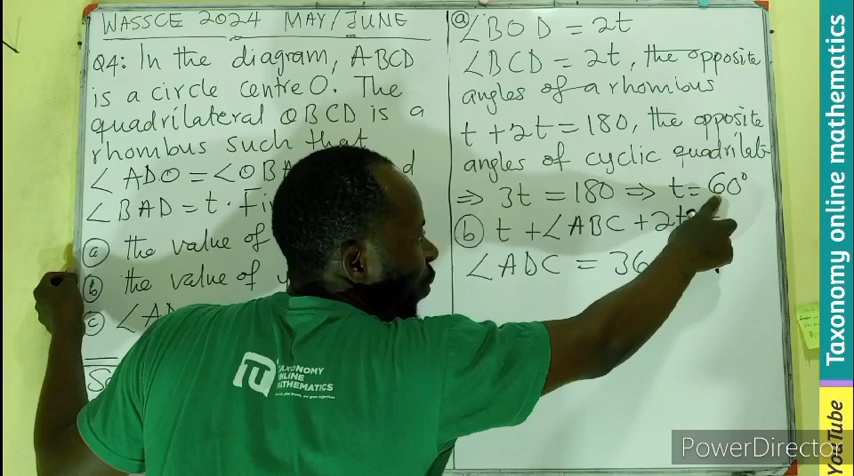 WASSCE 2024 MAY/JUNE
Q4: In the diagram, ABCD
is a circle centre O. The
quadrilateral OBCD is a
rhombus such that
∠ADO = ∠OBA
∠BAD = t. Fi
ⓐ the value of
ⓑ the value of
ⓒ ∠A
ⓐ ∠BOD = 2t
∠BCD = 2t, the opposite
angles of a rhombus
t + 2t = 180, the opposite
angles of cyclic quadrilat
⇒ 3t = 180 ⇒ t = 60°
ⓑ t + ∠ABC + 2t
∠ADC = 36
TAXONOMY
ONLINE
MATHEMATICS
Taxonomy online mathematics
YouTube
PowerDirector